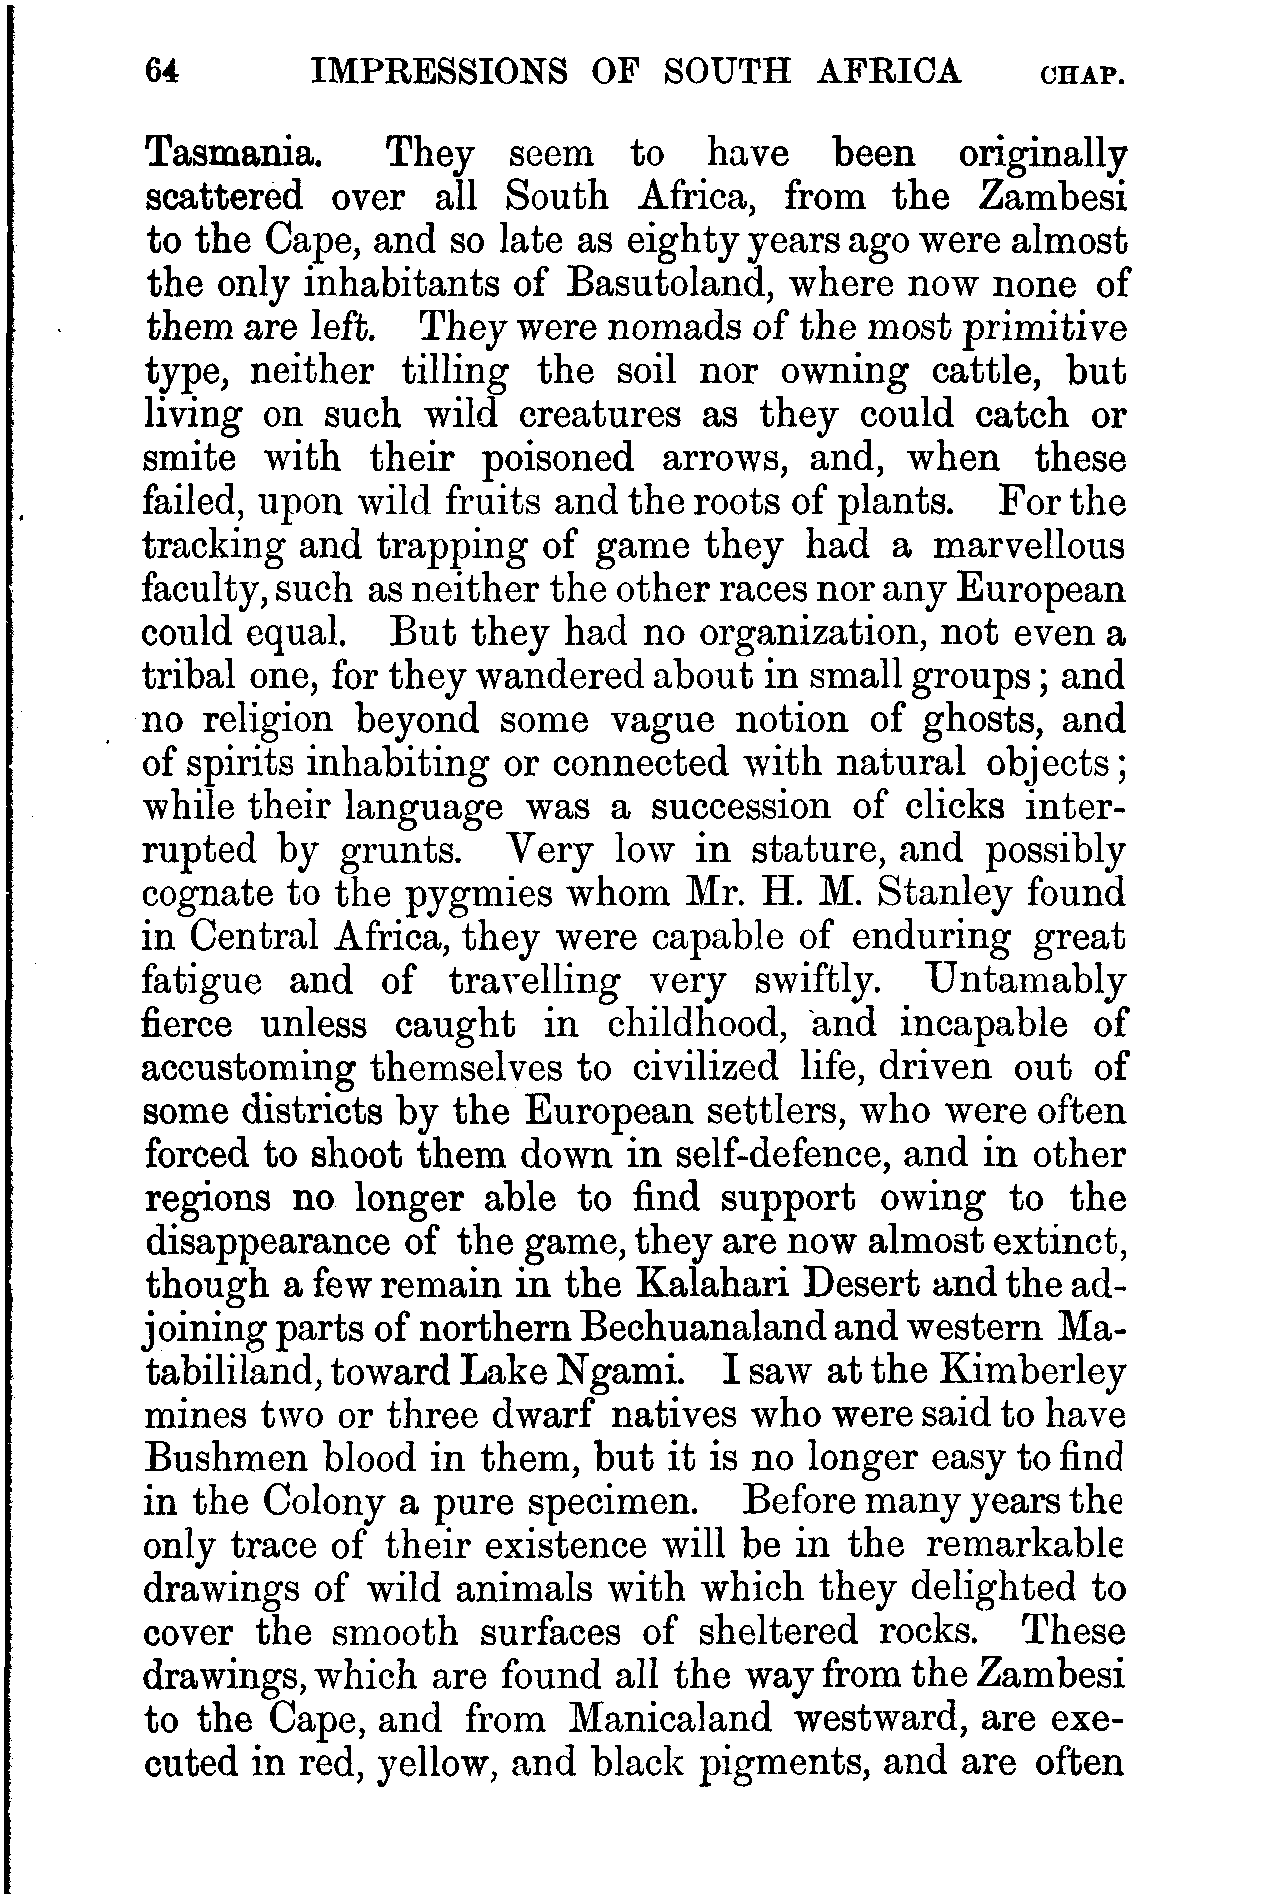 64 IMPRESSIONS OF SOUTH AFRICA CHAP.
Tasmania. They seem to have been originally
scattered over all South Africa, from the Zambesi
to the Cape, and so late as eighty years ago were almost
the only inhabitants of Basutoland, where now none of
them are left. They were nomads of the most primitive
type, neither tilling the soil nor owning cattle, but
living on such wild creatures as they could catch or
smite with their poisoned arrows, and, when these
failed, upon wild fruits and the roots of plants. For the
tracking and trapping of game they had a marvellous
faculty, such as neither the other races nor any European
could equal. But they had no organization, not even a
tribal one, for they wandered about in small groups; and
no religion beyond some vague notion of ghosts, and
of spirits inhabiting or connected with natural objects;
while their language was a succession of clicks inter-
rupted by grunts. Very low in stature, and possibly
cognate to the pygmies whom Mr. H. M. Stanley found
in Central Africa, they were capable of enduring great
fatigue and of travelling very swiftly. Untamably
fierce unless caught in childhood, and incapable of
accustoming themselves to civilized life, driven out of
some districts by the European settlers, who were often
forced to shoot them down in self-defence, and in other
regions no longer able to find support owing to the
disappearance of the game, they are now almost extinct,
though a few remain in the Kalahari Desert and the ad-
joining parts of northern Bechuanaland and western Ma-
tabililand, toward Lake Ngami. I saw at the Kimberley
mines two or three dwarf natives who were said to have
Bushmen blood in them, but it is no longer easy to find
in the Colony a pure specimen. Before many years the
only trace of their existence will be in the remarkable
drawings of wild animals with which they delighted to
cover the smooth surfaces of sheltered rocks. These
drawings, which are found all the way from the Zambesi
to the Cape, and from Manicaland westward, are exe-
cuted in red, yellow, and black pigments, and are often